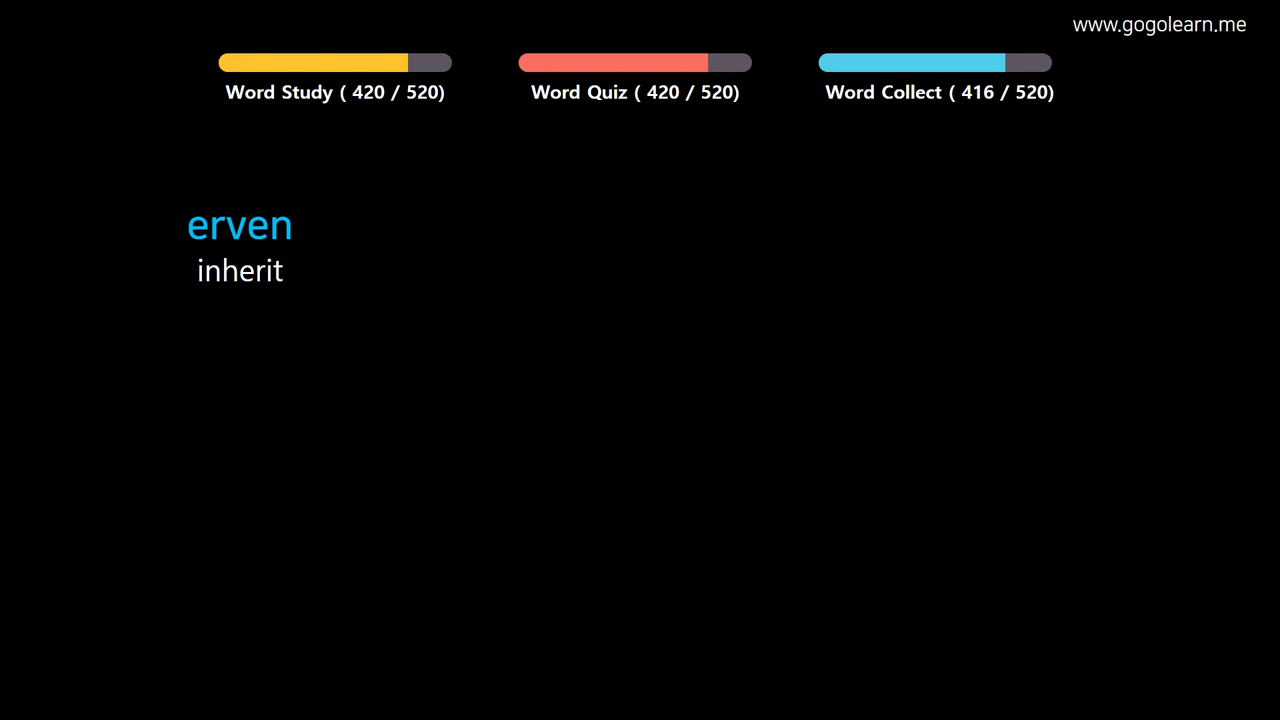 www.gogolearn.me
Word Study ( 420 / 520)
Word Quiz ( 420 / 520)
Word Collect ( 416 / 520)
erven
inherit